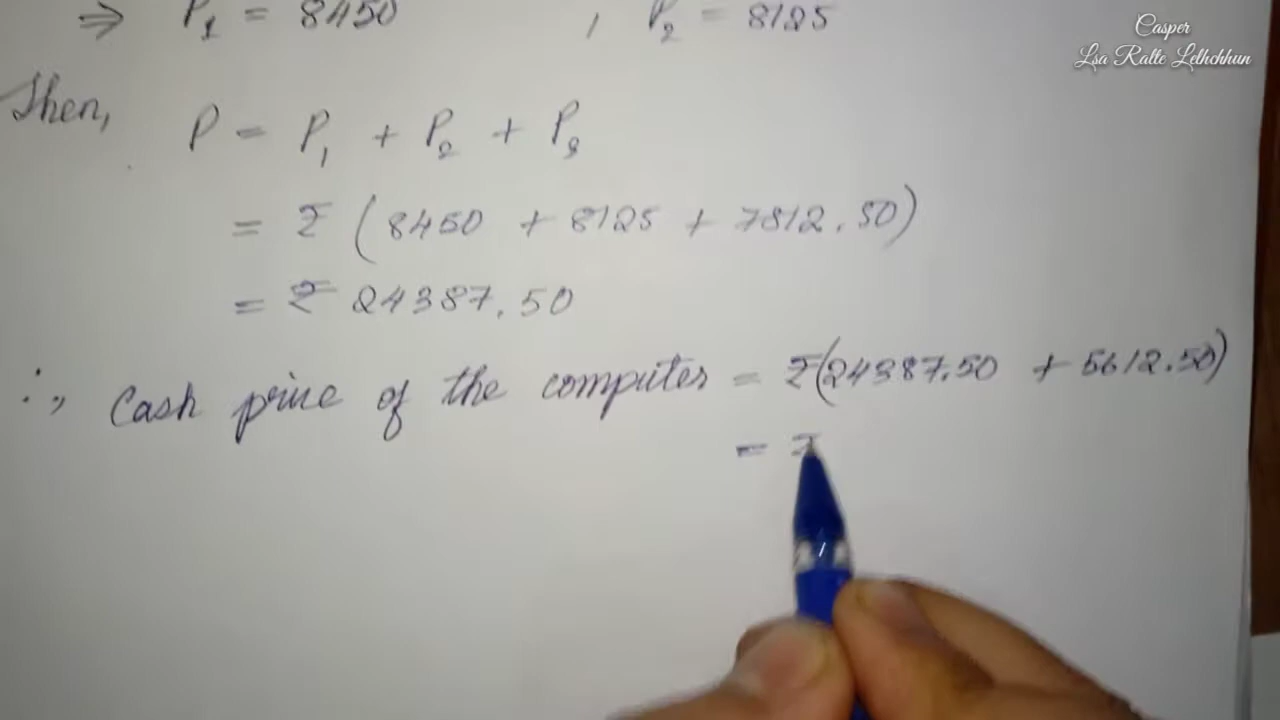 ⇒ P₁ = 8450 , P₂ = 8125
Casper
Lsa Ralte Lelhchhun
Then, P = P₁ + P₂ + P₃
= ₹ (8450 + 8125 + 7812.50)
= ₹ 24387.50
∴, Cash price of the computer = ₹(24387.50 + 5612.50)
= ₹